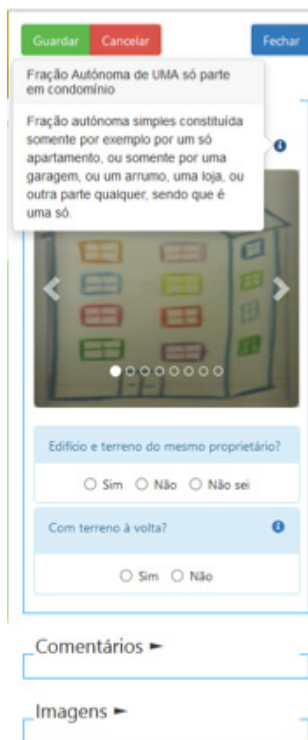 Guardar Cancelar Fechar
Fração Autónoma de UMA só parte
em condomínio
Fração autónoma simples constituída
somente por exemplo por um só
apartamento, ou somente por uma
garagem, ou um arrumo, uma loja, ou
outra parte qualquer, sendo que é
uma só.
Edifício e terreno do mesmo proprietário?
Sim Não Não sei
Com terreno à volta?
Sim Não
Comentários ►
Imagens ►